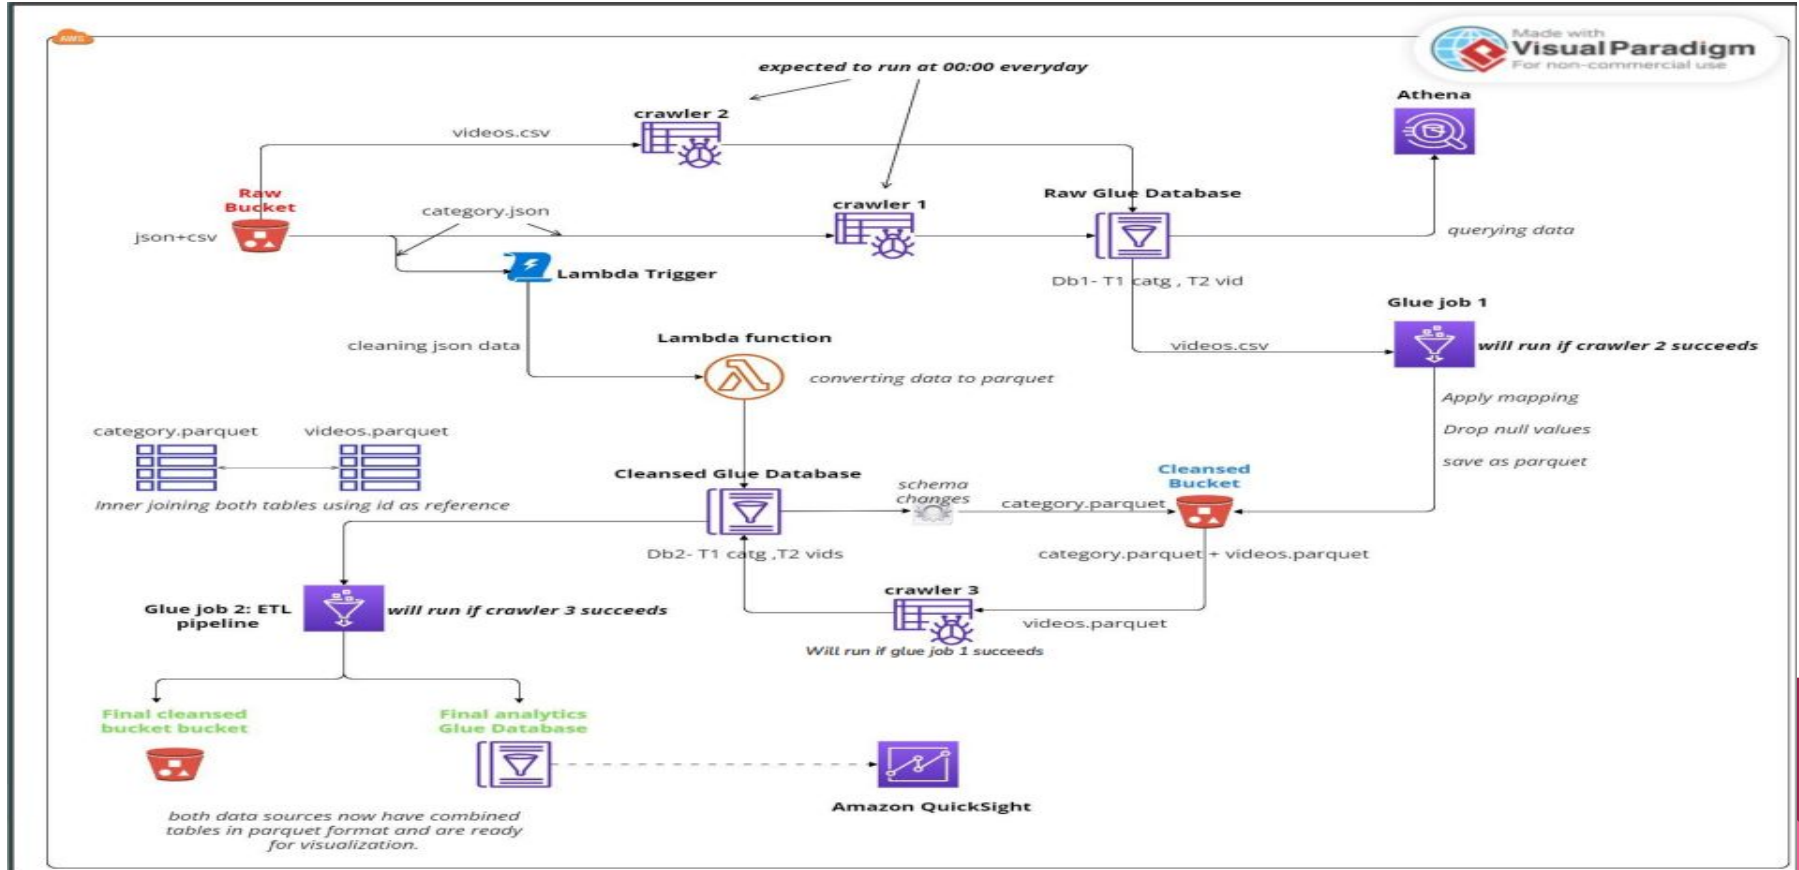 AWS
Made with
Visual Paradigm
For non-commercial use
expected to run at 00:00 everyday
Athena
crawler 2
videos.csv
Raw
Bucket
json+csv
category.json
crawler 1
Raw Glue Database
querying data
Lambda Trigger
Db1- T1 catg , T2 vid
Glue job 1
cleaning json data
Lambda function
videos.csv
will run if crawler 2 succeeds
converting data to parquet
Apply mapping
Drop null values
save as parquet
category.parquet
videos.parquet
Inner joining both tables using id as reference
Cleansed Glue Database
schema
changes
category.parquet
Cleansed
Bucket
Db2- T1 catg ,T2 vids
category.parquet + videos.parquet
crawler 3
videos.parquet
Will run if glue job 1 succeeds
Glue job 2: ETL
pipeline
will run if crawler 3 succeeds
Final cleansed
bucket bucket
Final analytics
Glue Database
Amazon QuickSight
both data sources now have combined
tables in parquet format and are ready
for visualization.